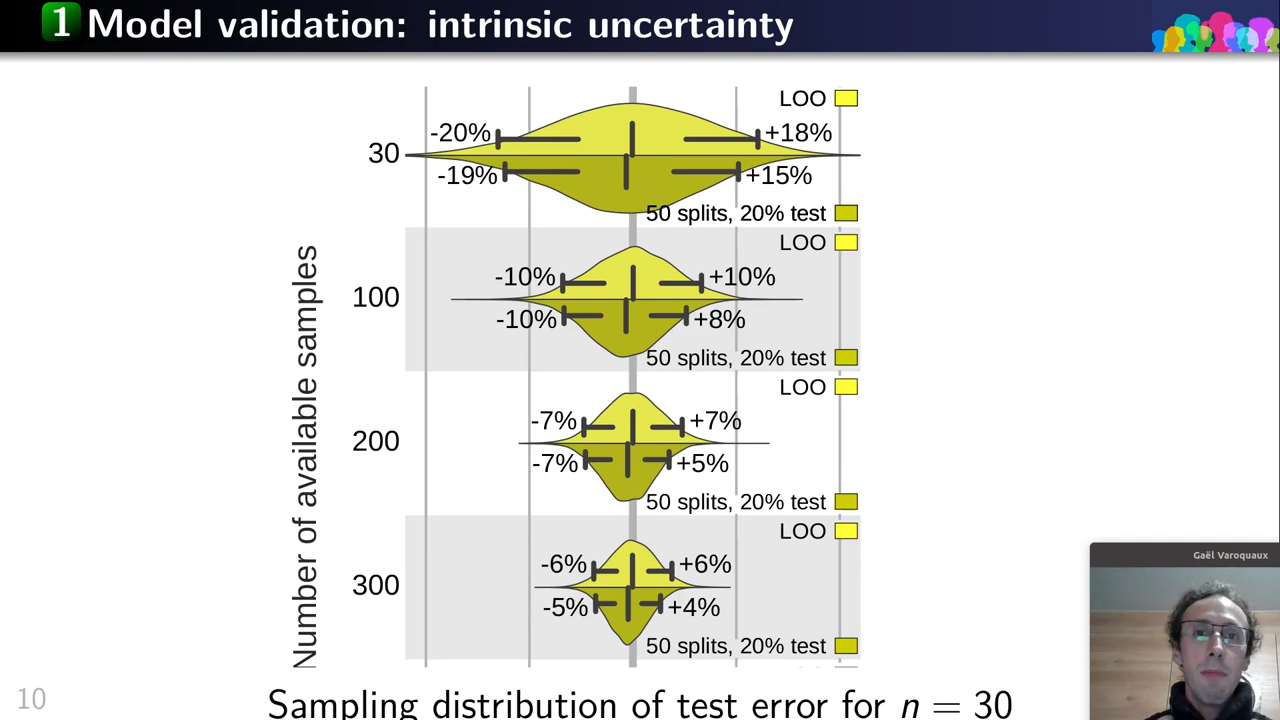 1 Model validation: intrinsic uncertainty
LOO
-20% +18%
30
-19% +15%
50 splits, 20% test
LOO
-10% +10%
100
-10% +8%
50 splits, 20% test
LOO
-7% +7%
200
-7% +5%
50 splits, 20% test
LOO
-6% +6%
300
-5% +4%
50 splits, 20% test
Number of available samples
Gaël Varoquaux
10
Sampling distribution of test error for n = 30